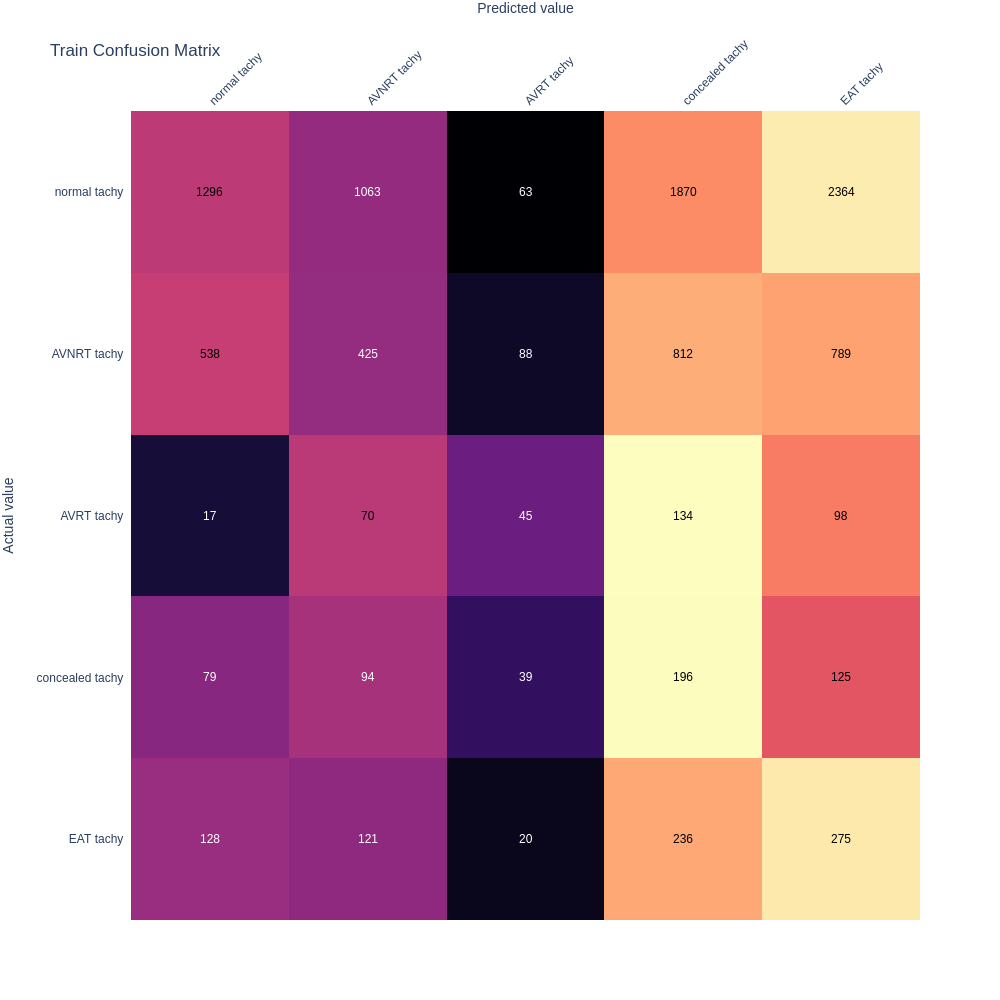 Predicted value
Train Confusion Matrix
normal tachy
AVNRT tachy
AVRT tachy
concealed tachy
EAT tachy
Actual value
normal tachy 1296 1063 63 1870 2364
AVNRT tachy 538 425 88 812 789
AVRT tachy 17 70 45 134 98
concealed tachy 79 94 39 196 125
EAT tachy 128 121 20 236 275